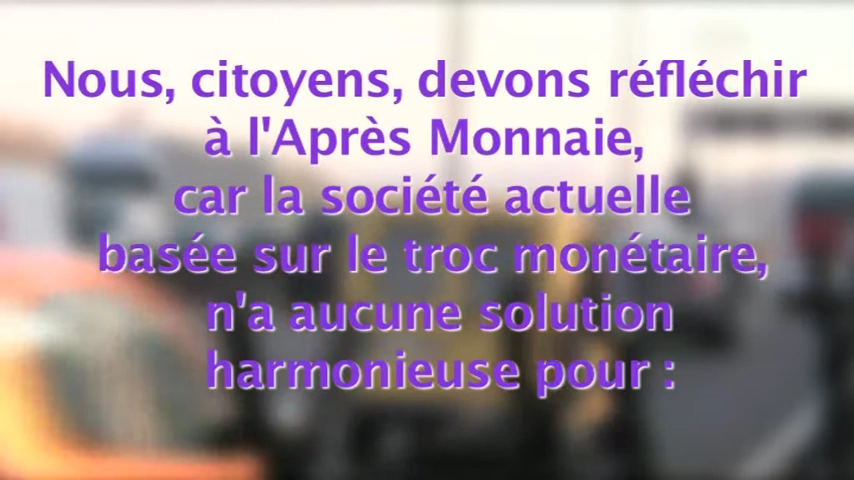 Nous, citoyens, devons réfléchir
à l'Après Monnaie,
car la société actuelle
basée sur le troc monétaire,
n'a aucune solution
harmonieuse pour :